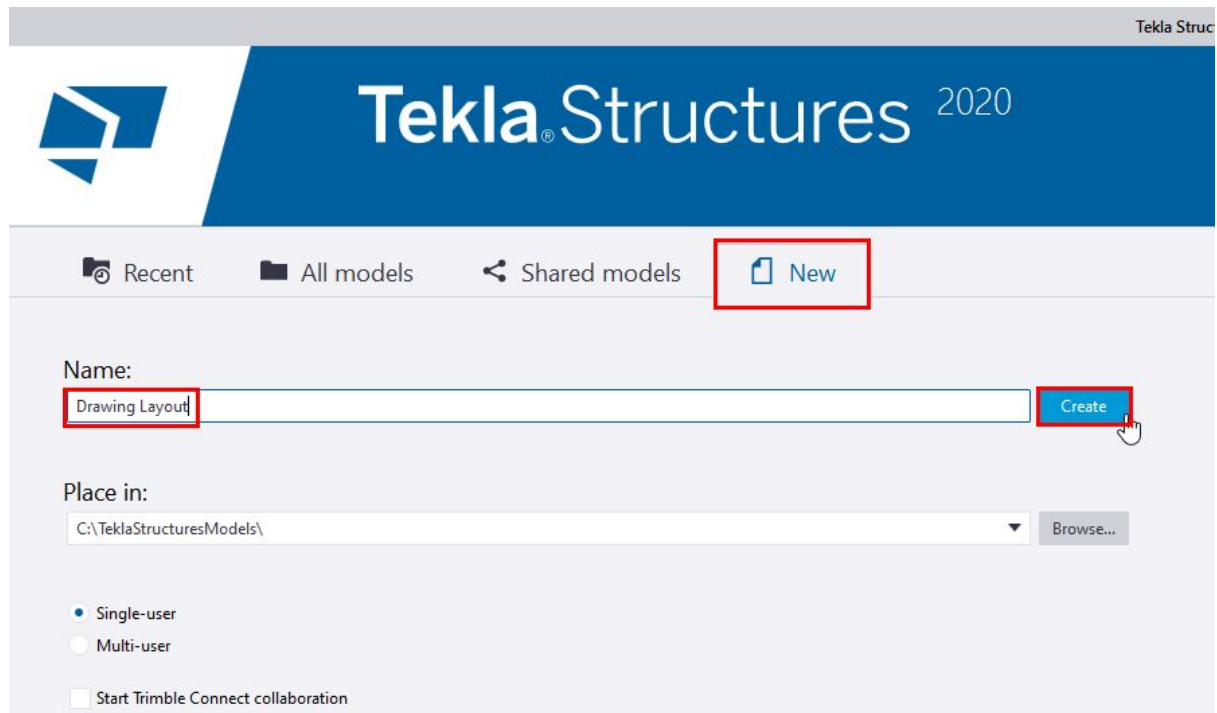 Tekla Struc
Tekla® Structures 2020
Recent All models Shared models New
Name:
Drawing Layout Create
Place in:
C:\TeklaStructuresModels\ Browse...
Single-user
Multi-user
Start Trimble Connect collaboration